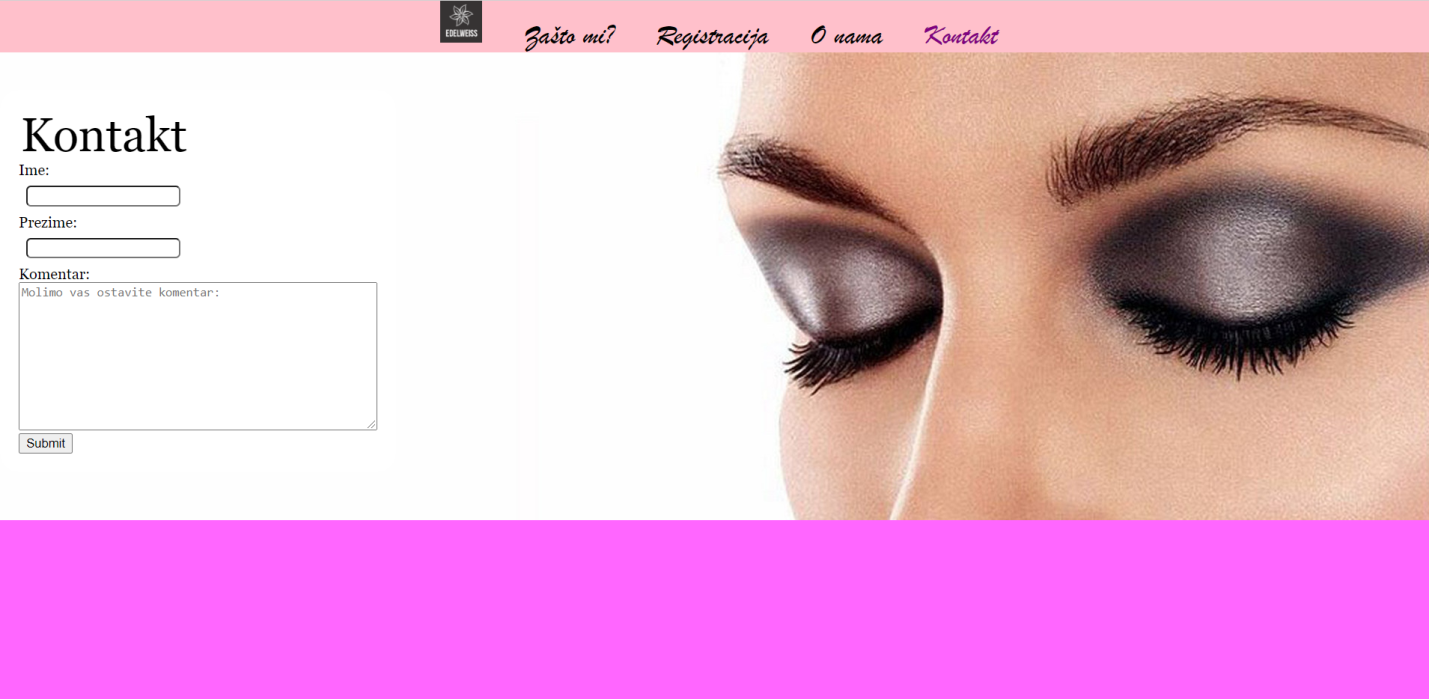 EDELWEISS
Zašto mi? Registracija O nama Kontakt
Kontakt
Ime:
Prezime:
Komentar:
Molimo vas ostavite komentar:
Submit